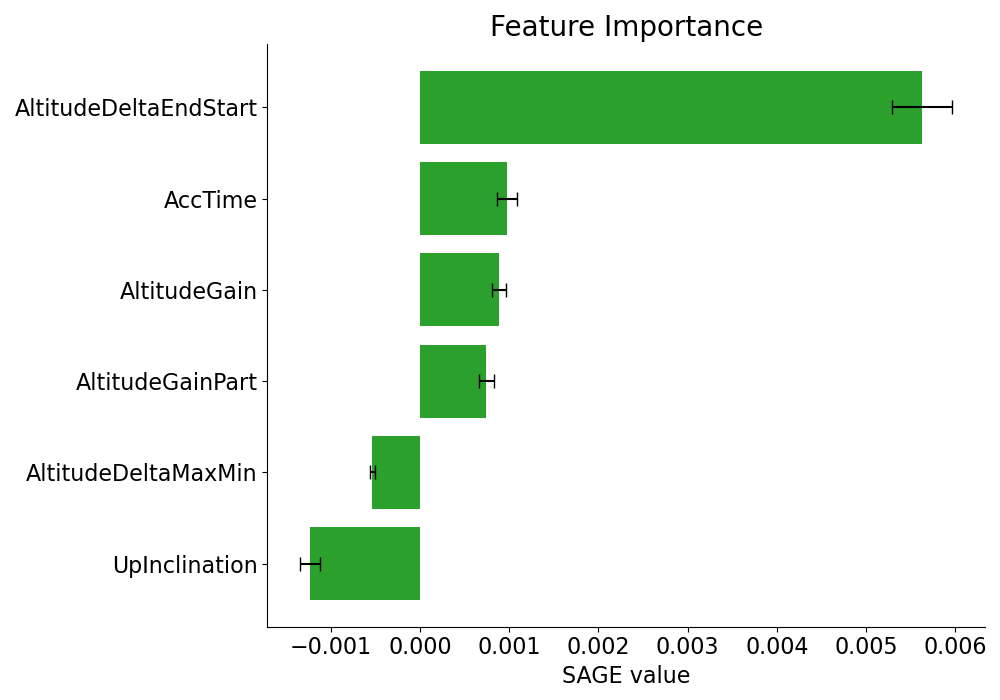 Feature Importance
AltitudeDeltaEndStart
AccTime
AltitudeGain
AltitudeGainPart
AltitudeDeltaMaxMin
UpInclination
−0.001 0.000 0.001 0.002 0.003 0.004 0.005 0.006
SAGE value